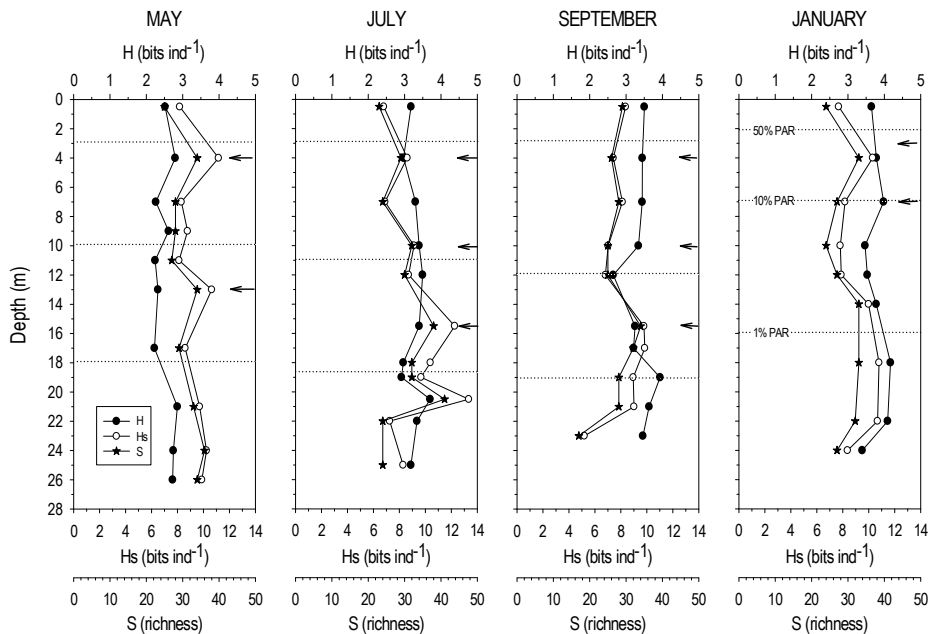 MAY JULY SEPTEMBER JANUARY
H (bits ind-1) H (bits ind-1) H (bits ind-1) H (bits ind-1)
0 1 2 3 4 5 0 1 2 3 4 5 0 1 2 3 4 5 0 1 2 3 4 5
0
2
50% PAR
4
6
10% PAR
8
10
12
14
1% PAR
16
18
20
22
24
26
28
Depth (m)
H
Hs
S
0 2 4 6 8 10 12 14 0 2 4 6 8 10 12 14 0 2 4 6 8 10 12 14 0 2 4 6 8 10 12 14
Hs (bits ind-1) Hs (bits ind-1) Hs (bits ind-1) Hs (bits ind-1)
0 10 20 30 40 50 0 10 20 30 40 50 0 10 20 30 40 50 0 10 20 30 40 50
S (richness) S (richness) S (richness) S (richness)